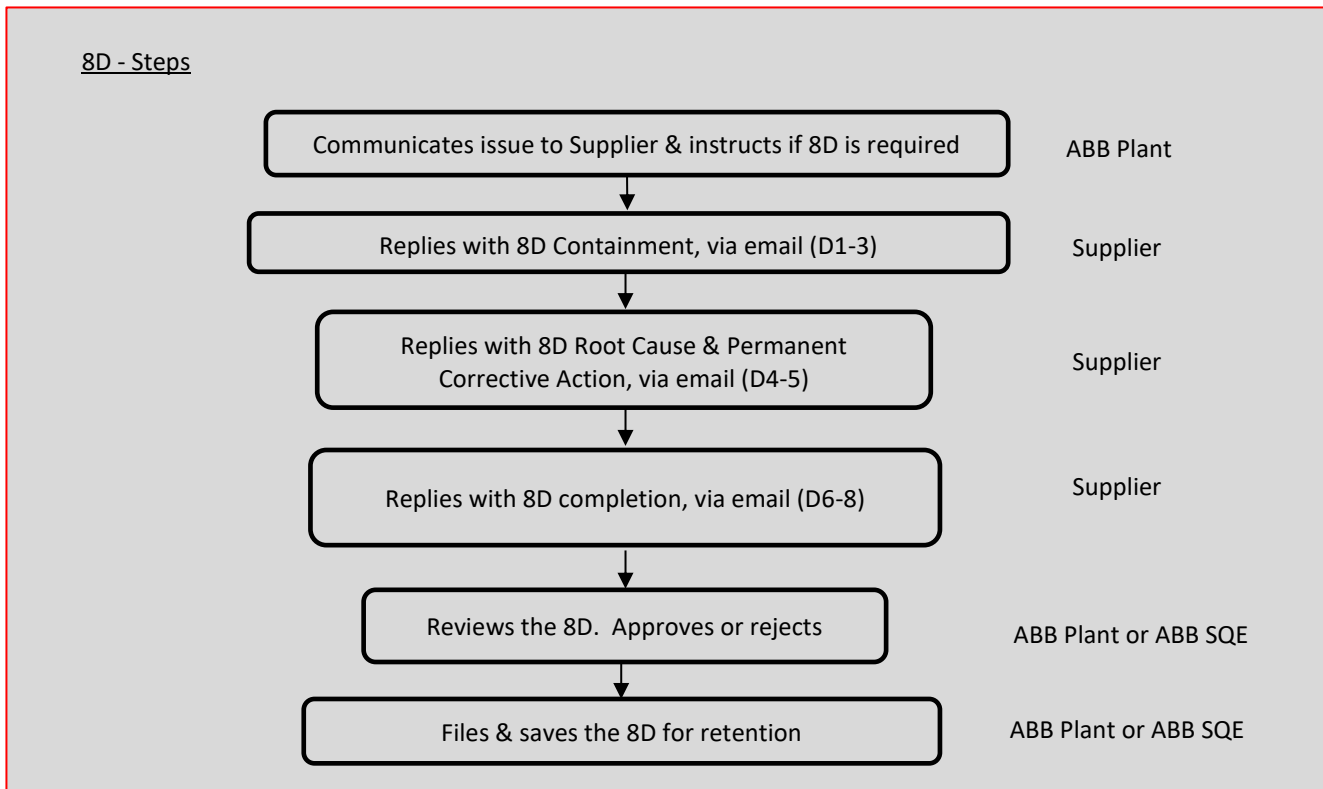 8D - Steps
Communicates issue to Supplier & instructs if 8D is required
ABB Plant
Replies with 8D Containment, via email (D1-3)
Supplier
Replies with 8D Root Cause & Permanent
Corrective Action, via email (D4-5)
Supplier
Replies with 8D completion, via email (D6-8)
Supplier
Reviews the 8D.  Approves or rejects
ABB Plant or ABB SQE
Files & saves the 8D for retention
ABB Plant or ABB SQE